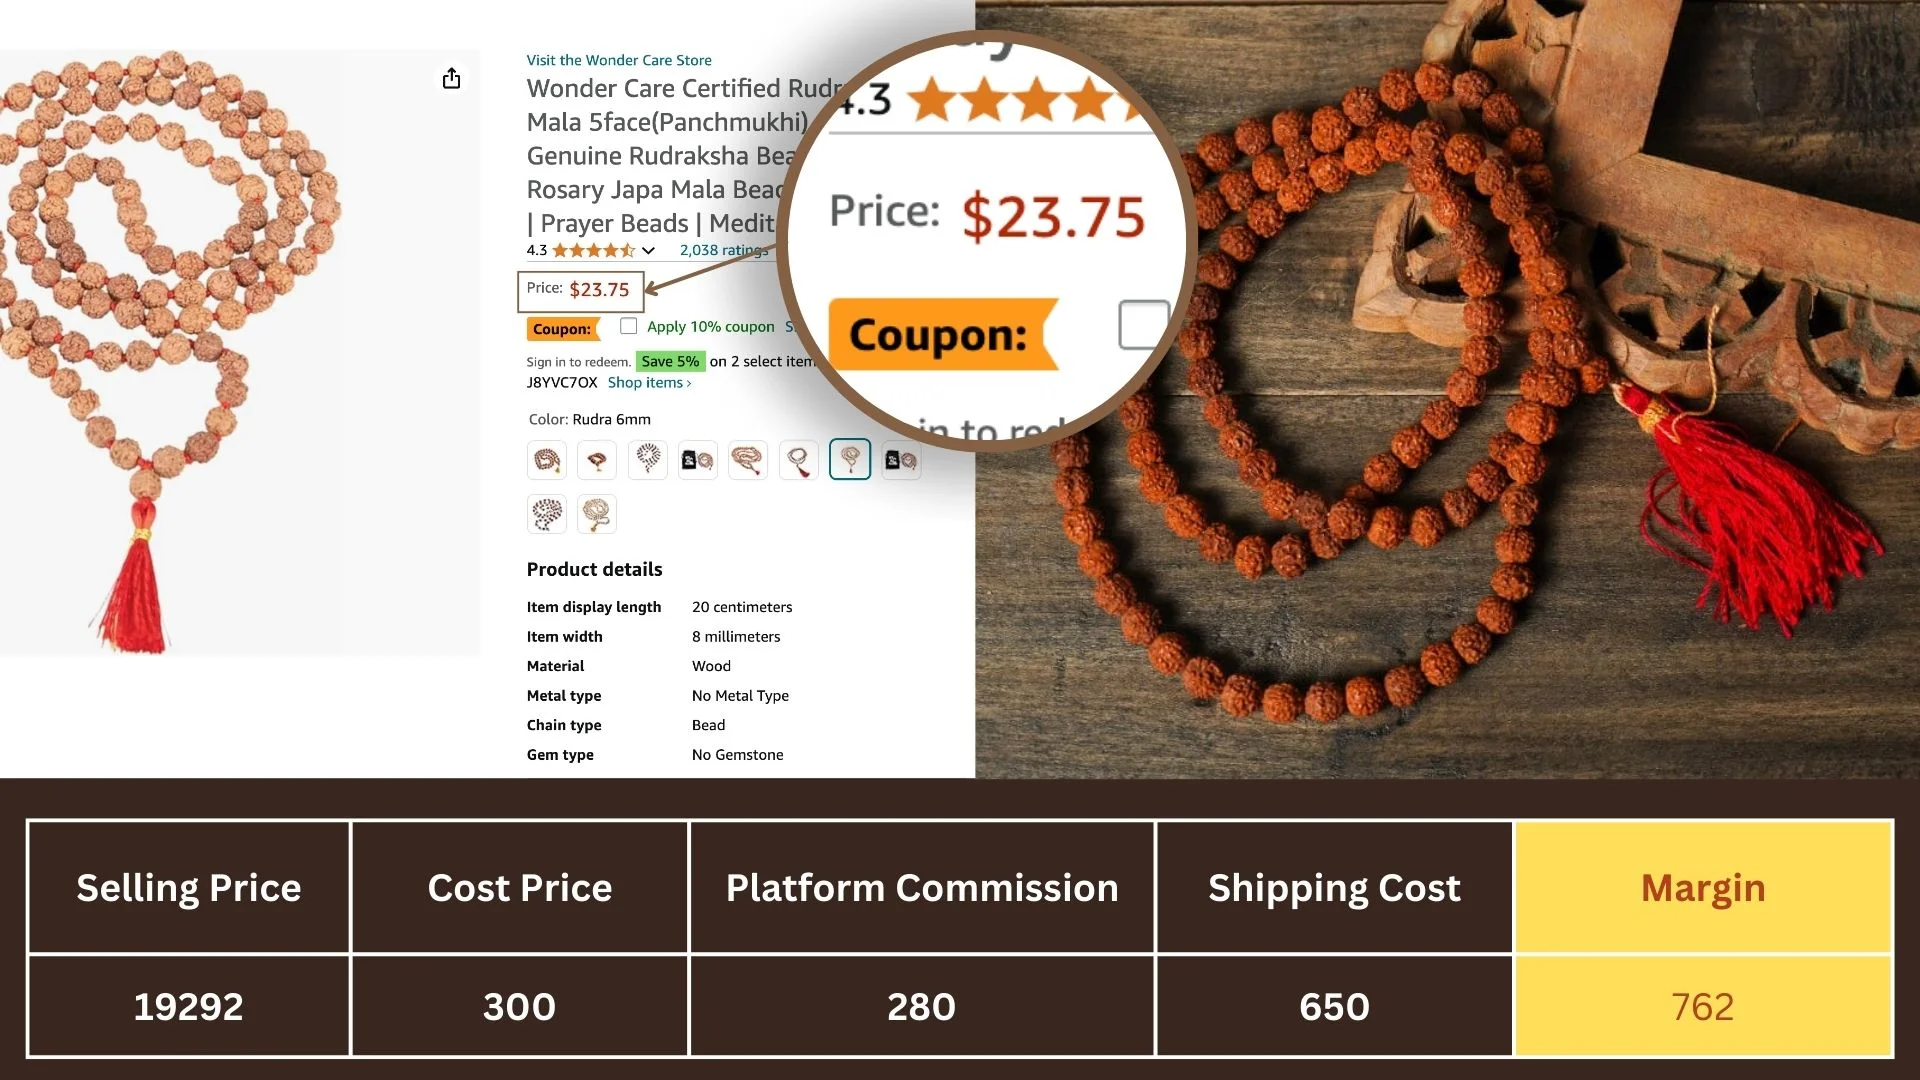 Visit the Wonder Care Store
Wonder Care Certified Rudr
Mala 5face(Panchmukhi)
Genuine Rudraksha Bea
Rosary Japa Mala Bead
| Prayer Beads | Medit
4.3
2,038 ratings
Price: $23.75
Coupon: Apply 10% coupon
Sign in to redeem. Save 5% on 2 select item
J8YVC7OX Shop items ›
Color: Rudra 6mm
Product details
Item display length 20 centimeters
Item width 8 millimeters
Material Wood
Metal type No Metal Type
Chain type Bead
Gem type No Gemstone
4.3
Price: $23.75
Coupon:
in to red
Selling Price Cost Price Platform Commission Shipping Cost Margin
19292 300 280 650 762